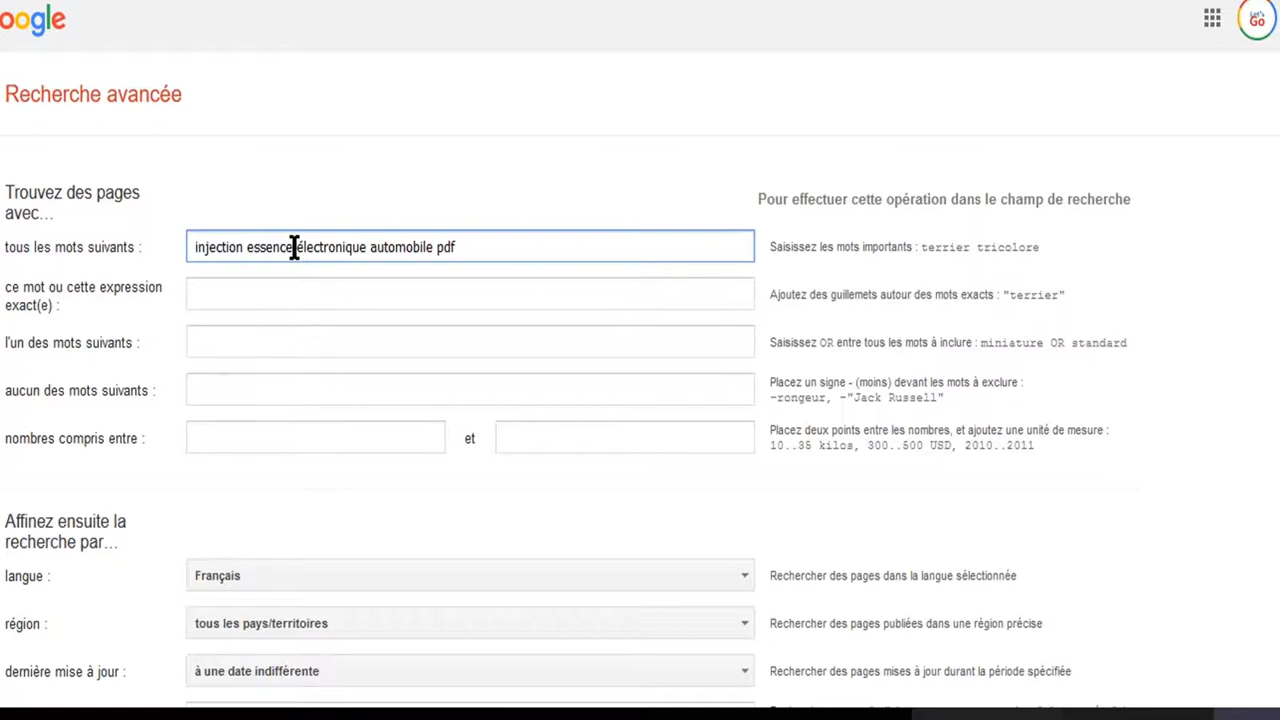 oogle
Let's
Go
Recherche avancée
Trouvez des pages
avec...
Pour effectuer cette opération dans le champ de recherche
tous les mots suivants :
injection essence électronique automobile pdf
Saisissez les mots importants : terrier tricolore
ce mot ou cette expression
exact(e) :
Ajoutez des guillemets autour des mots exacts : "terrier"
l'un des mots suivants :
Saisissez OR entre tous les mots à inclure : miniature OR standard
aucun des mots suivants :
Placez un signe - (moins) devant les mots à exclure :
-rongeur, -"Jack Russell"
nombres compris entre :
et
Placez deux points entre les nombres, et ajoutez une unité de mesure :
10..35 kilos, 300..500 USD, 2010..2011
Affinez ensuite la
recherche par...
langue :
Français
Rechercher des pages dans la langue sélectionnée
région :
tous les pays/territoires
Rechercher des pages publiées dans une région précise
dernière mise à jour :
à une date indifférente
Rechercher des pages mises à jour durant la période spécifiée